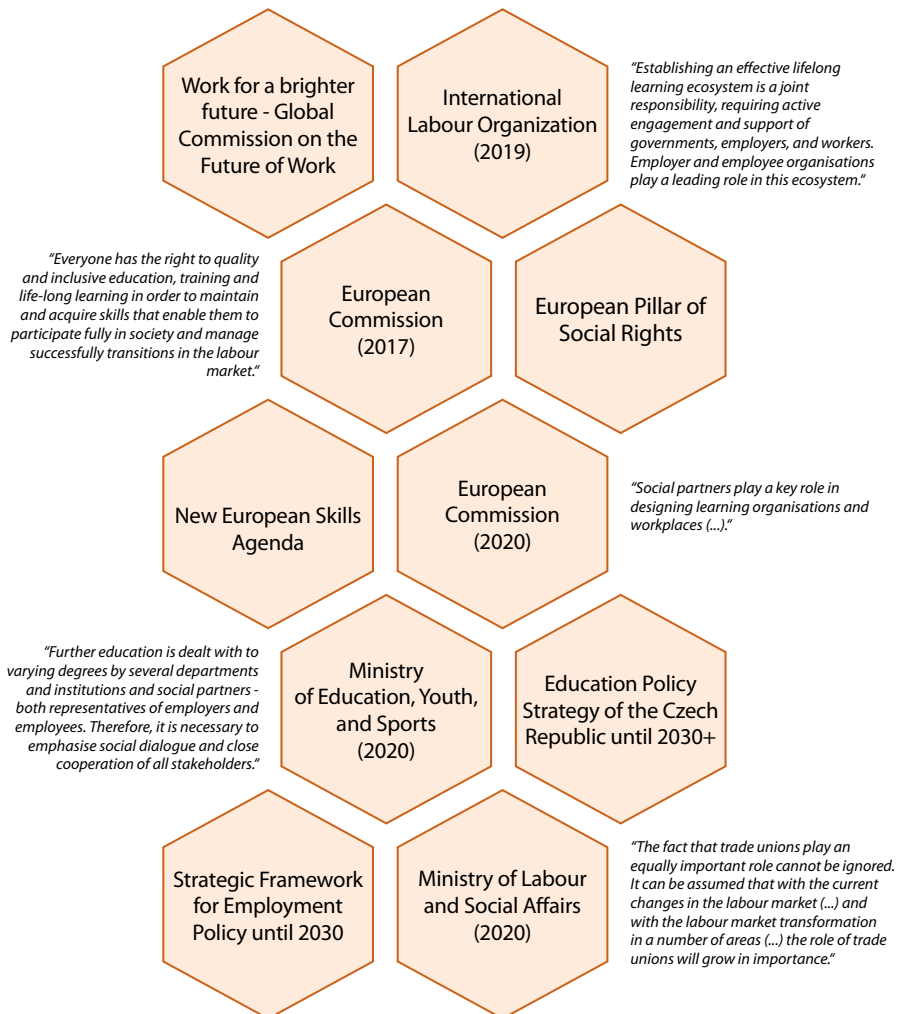 Work for a brighter
future - Global
Commission on the
Future of Work
International
Labour Organization
(2019)
“Establishing an effective lifelong
learning ecosystem is a joint
responsibility, requiring active
engagement and support of
governments, employers, and workers.
Employer and employee organisations
play a leading role in this ecosystem.“
“Everyone has the right to quality
and inclusive education, training and
life-long learning in order to maintain
and acquire skills that enable them to
participate fully in society and manage
successfully transitions in the labour
market.“
European
Commission
(2017)
European Pillar of
Social Rights
New European Skills
Agenda
European
Commission
(2020)
“Social partners play a key role in
designing learning organisations and
workplaces (...).“
“Further education is dealt with to
varying degrees by several departments
and institutions and social partners -
both representatives of employers and
employees. Therefore, it is necessary to
emphasise social dialogue and close
cooperation of all stakeholders.“
Ministry
of Education, Youth,
and Sports
(2020)
Education Policy
Strategy of the Czech
Republic until 2030+
Strategic Framework
for Employment
Policy until 2030
Ministry of Labour
and Social Affairs
(2020)
“The fact that trade unions play an
equally important role cannot be ignored.
It can be assumed that with the current
changes in the labour market (...) and
with the labour market transformation
in a number of areas (...) the role of trade
unions will grow in importance.“